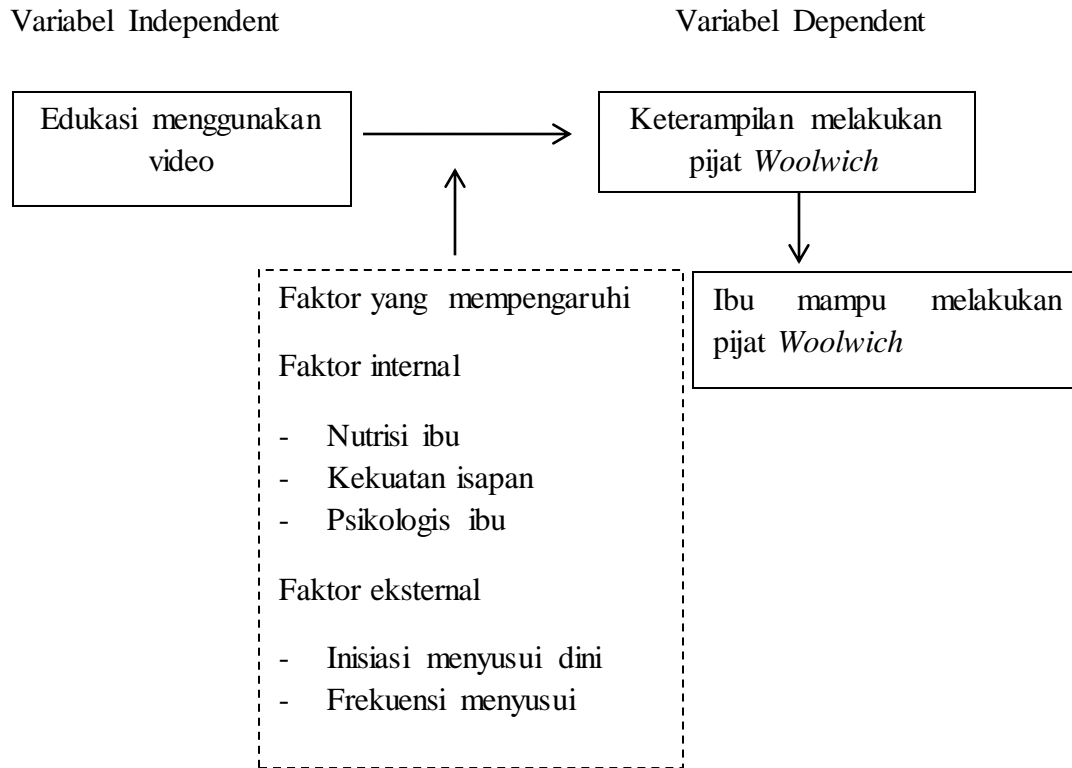 Variabel Independent
Variabel Dependent
Edukasi menggunakan
video
Keterampilan melakukan
pijat Woolwich
Faktor yang mempengaruhi
Faktor internal
- Nutrisi ibu
- Kekuatan isapan
- Psikologis ibu
Faktor eksternal
- Inisiasi menyusui dini
- Frekuensi menyusui
Ibu mampu melakukan
pijat Woolwich